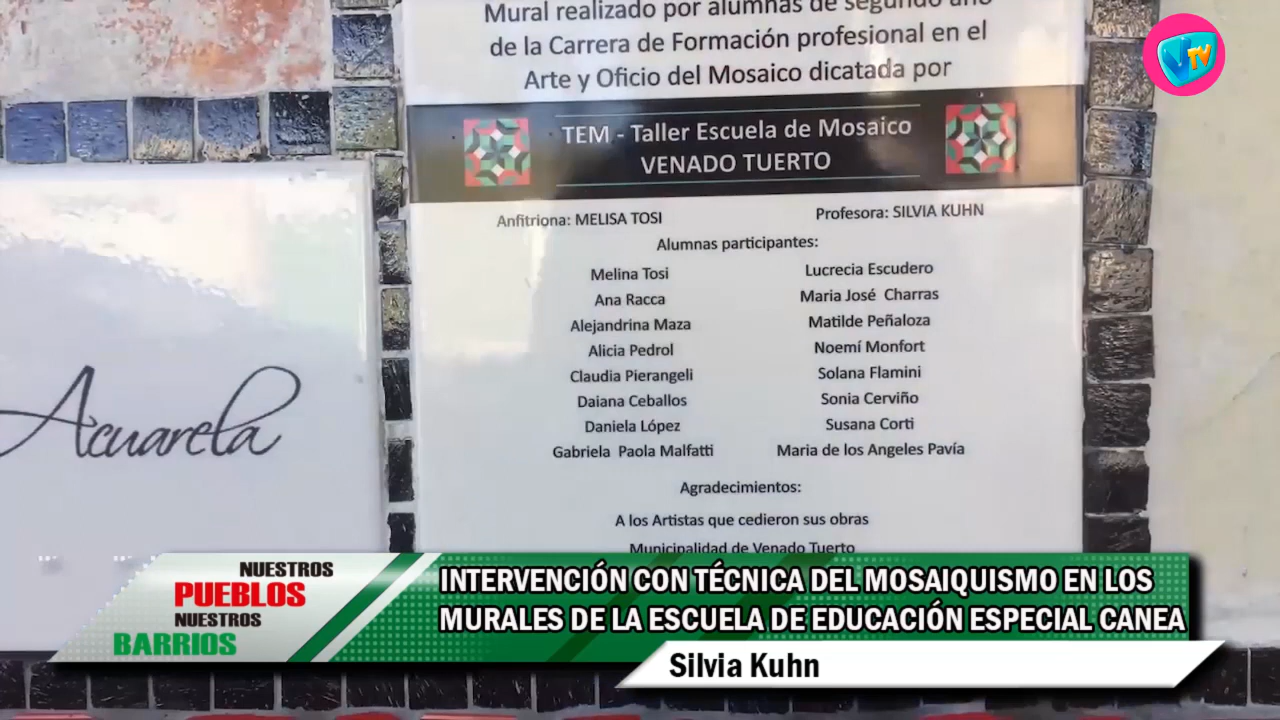 Mural realizado por alumnas de segundo año
de la Carrera de Formación profesional en el
Arte y Oficio del Mosaico dicatada por
TEM - Taller Escuela de Mosaico
VENADO TUERTO
Anfitriona: MELISA TOSI
Profesora: SILVIA KUHN
Alumnas participantes:
Melina Tosi
Ana Racca
Alejandrina Maza
Alicia Pedrol
Claudia Pierangeli
Daiana Ceballos
Daniela López
Gabriela Paola Malfatti
Lucrecia Escudero
Maria José Charras
Matilde Peñaloza
Noemí Monfort
Solana Flamini
Sonia Cerviño
Susana Corti
Maria de los Angeles Pavía
Agradecimientos:
A los Artistas que cedieron sus obras
Municipalidad de Venado Tuerto
Acuarela
VTV
NUESTROS
PUEBLOS
NUESTROS
BARRIOS
INTERVENCIÓN CON TÉCNICA DEL MOSAIQUISMO EN LOS
MURALES DE LA ESCUELA DE EDUCACIÓN ESPECIAL CANEA
Silvia Kuhn